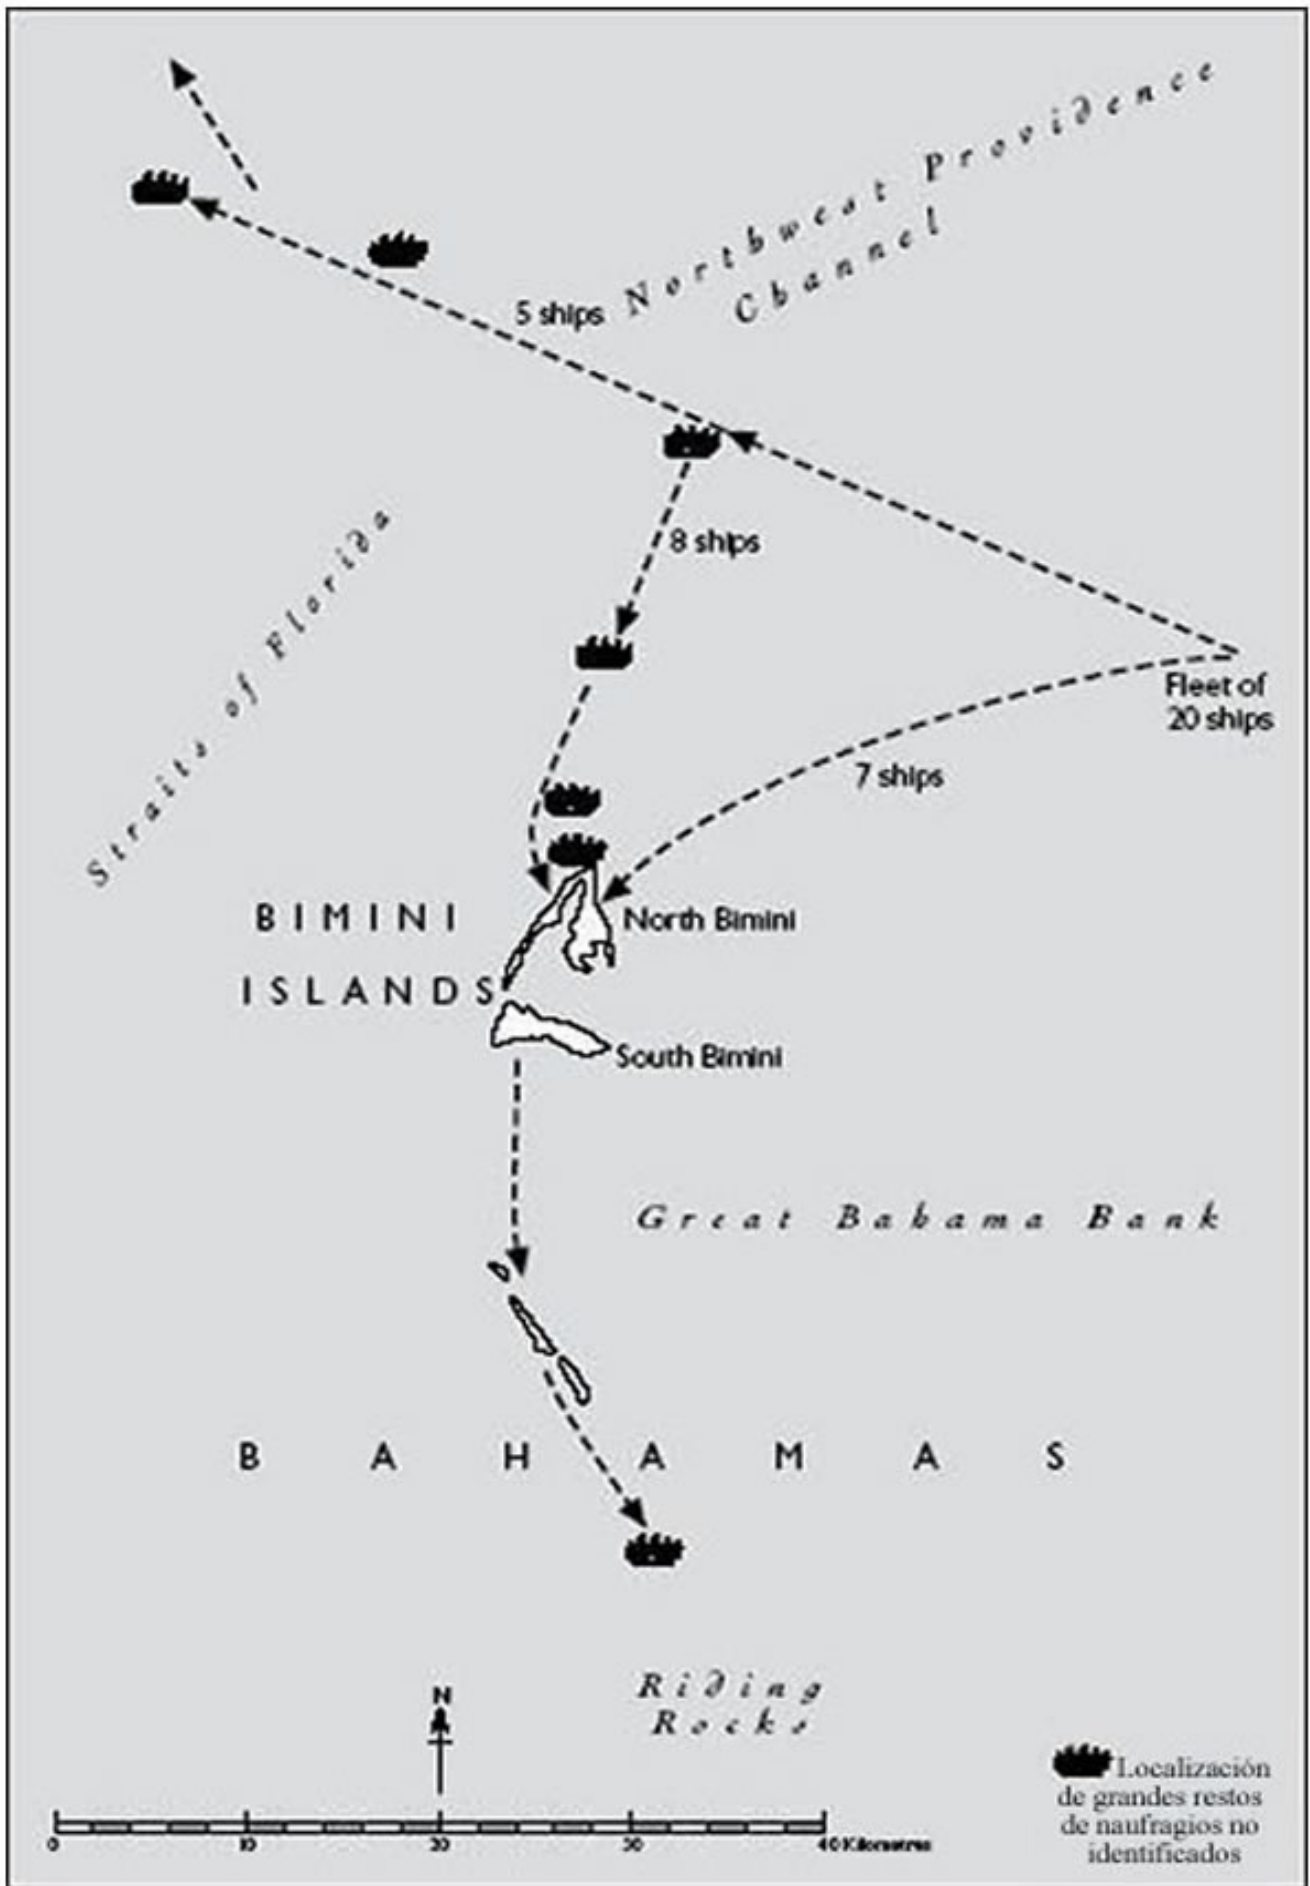 Northwest Providence
Channel
5 ships
8 ships
Straits of Florida
Fleet of
20 ships
7 ships
BIMINI
ISLANDS
North Bimini
South Bimini
Great Bahama Bank
BAHAMAS
Riding
Rocks
N
0 10 20 30 40 Kilometres
Localización
de grandes restos
de naufragios no
identificados